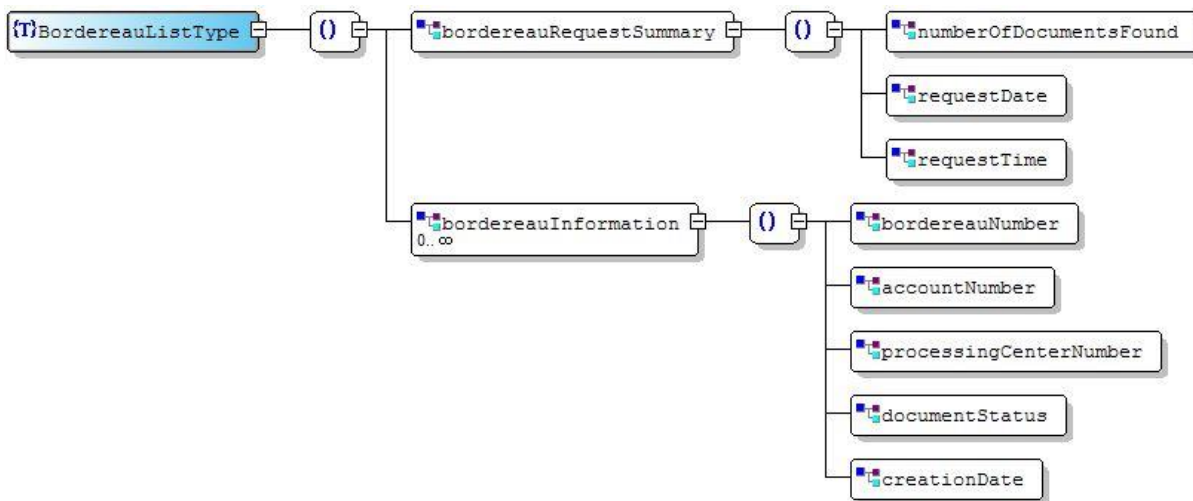 {T}BordereauListType
()
bordereauRequestSummary
()
numberOfDocumentsFound
requestDate
requestTime
bordereauInformation
0.. ∞
()
bordereauNumber
accountNumber
processingCenterNumber
documentStatus
creationDate